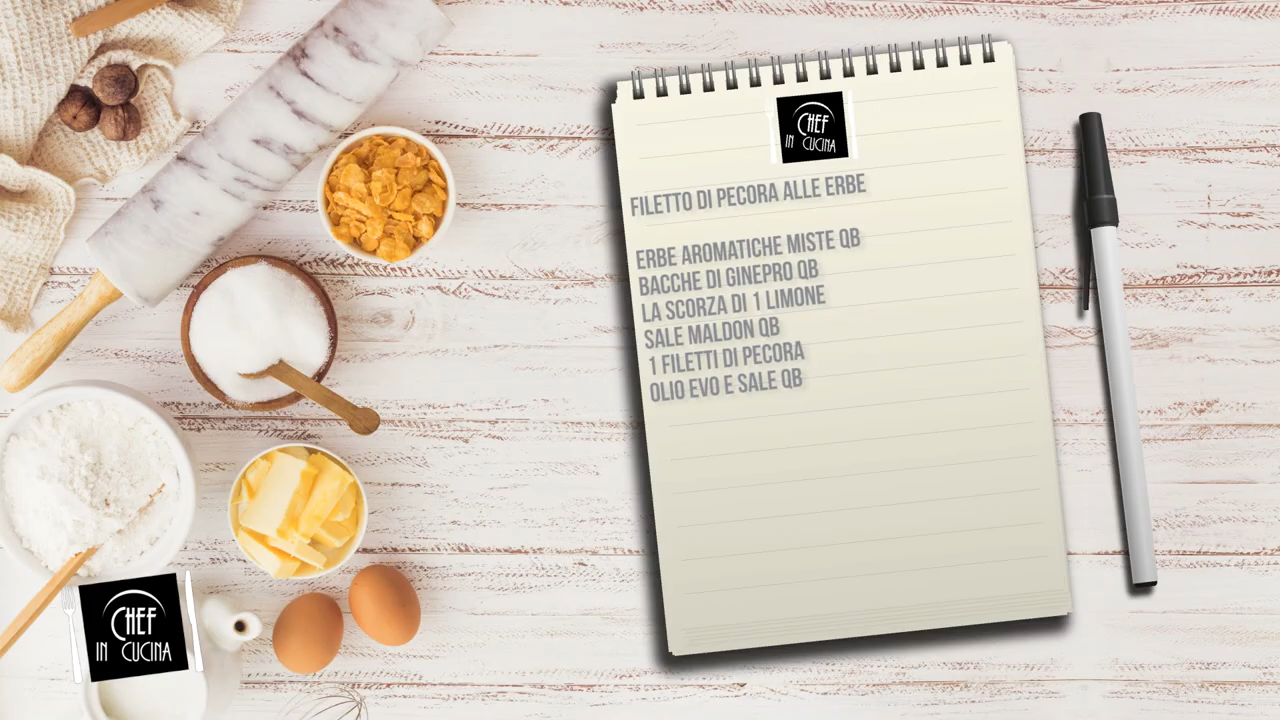 CHEF
IN CUCINA
FILETTO DI PECORA ALLE ERBE
ERBE AROMATICHE MISTE QB
BACCHE DI GINEPRO QB
LA SCORZA DI 1 LIMONE
SALE MALDON QB
1 FILETTI DI PECORA
OLIO EVO E SALE QB
CHEF
IN CUCINA